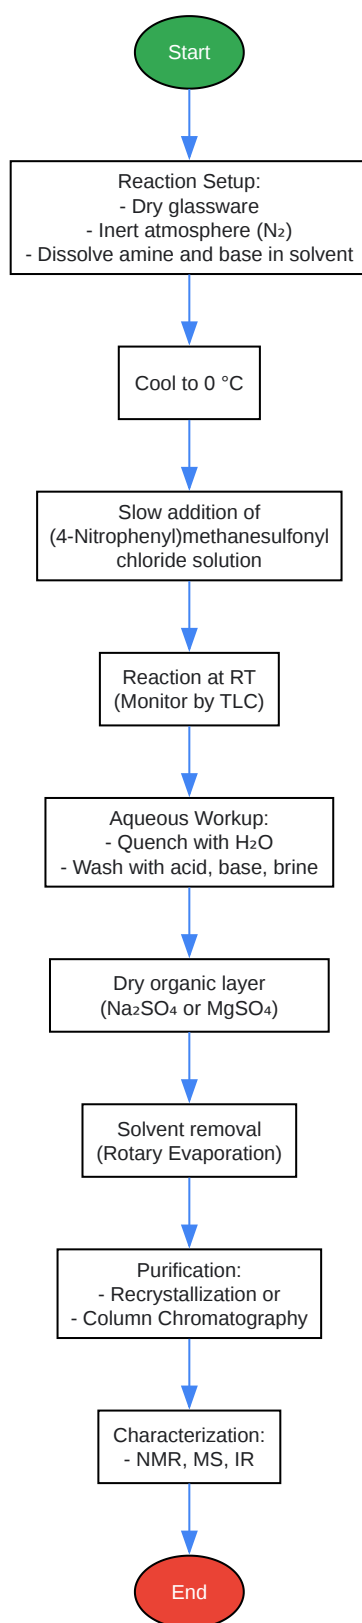 Start
Reaction Setup:
- Dry glassware
- Inert atmosphere (N₂)
- Dissolve amine and base in solvent
Cool to 0 °C
Slow addition of
(4-Nitrophenyl)methanesulfonyl
chloride solution
Reaction at RT
(Monitor by TLC)
Aqueous Workup:
- Quench with H₂O
- Wash with acid, base, brine
Dry organic layer
(Na₂SO₄ or MgSO₄)
Solvent removal
(Rotary Evaporation)
Purification:
- Recrystallization or
- Column Chromatography
Characterization:
- NMR, MS, IR
End